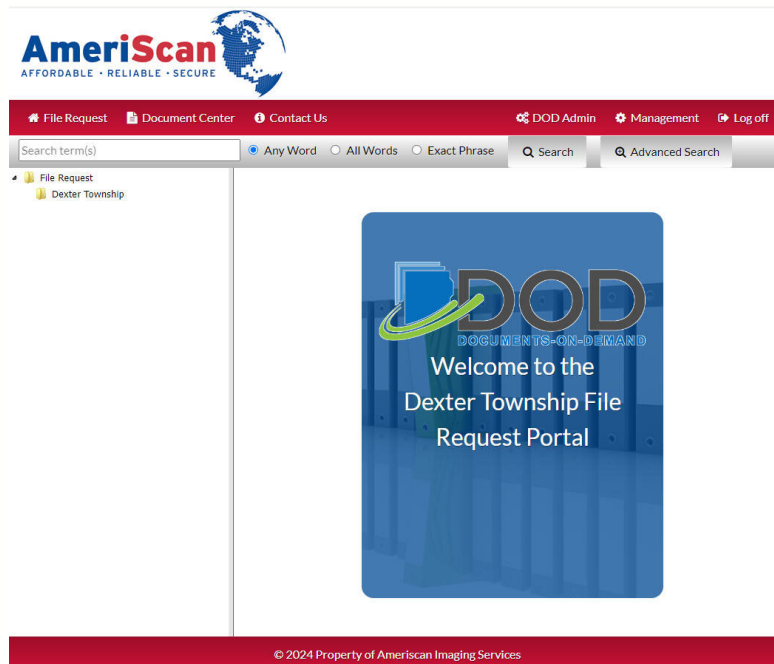 AmeriScan
AFFORDABLE • RELIABLE • SECURE
File Request Document Center Contact Us DOD Admin Management Log off
Search term(s) Any Word All Words Exact Phrase Search Advanced Search
File Request
Dexter Township
DOD
DOCUMENTS-ON-DEMAND
Welcome to the
Dexter Township File
Request Portal
© 2024 Property of Ameriscan Imaging Services